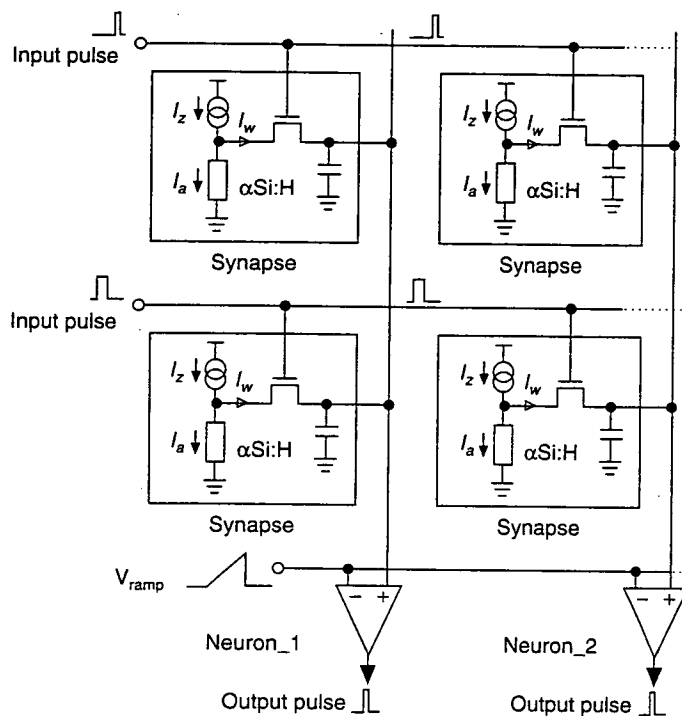 Input pulse
I_z I_w
I_a αSi:H
Synapse
I_z I_w
I_a αSi:H
Synapse
Input pulse
I_z I_w
I_a αSi:H
Synapse
I_z I_w
I_a αSi:H
Synapse
V_ramp
− +
− +
Neuron_1
Neuron_2
Output pulse
Output pulse